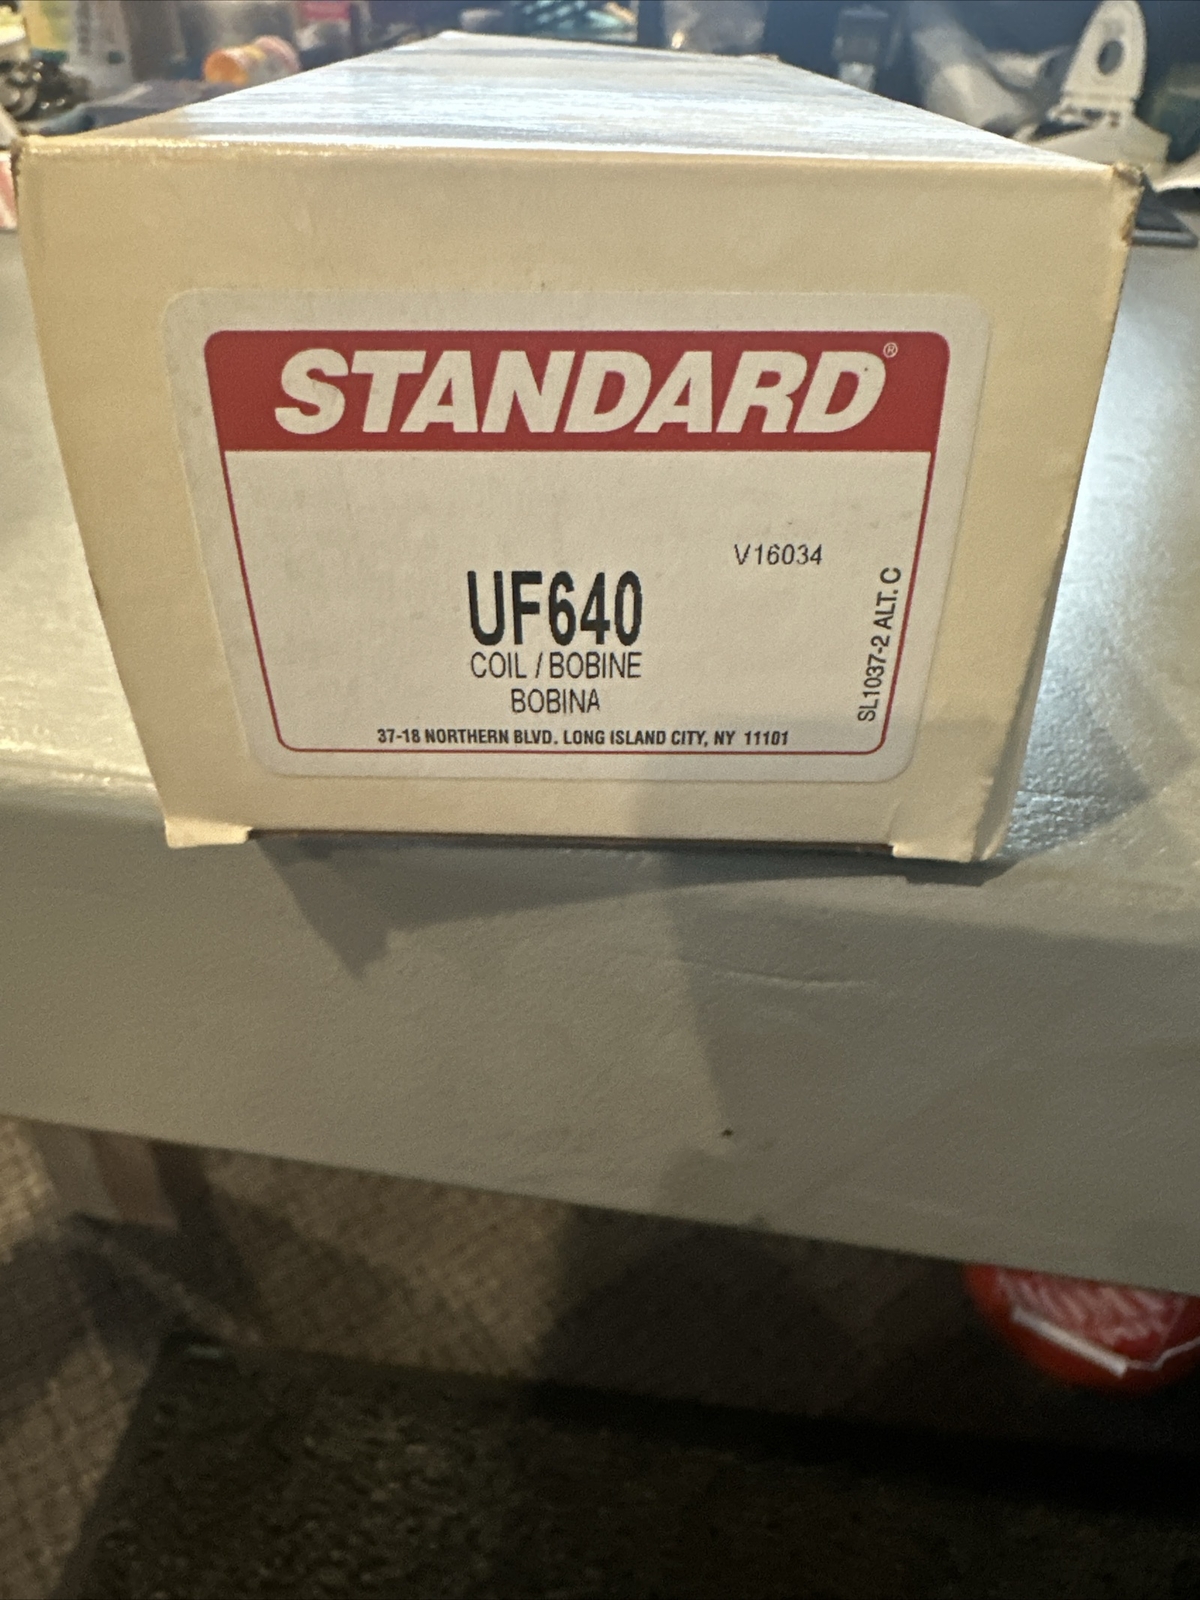 STANDARD®
V16034
UF640
COIL / BOBINE
BOBINA
37-18 NORTHERN BLVD. LONG ISLAND CITY, NY 11101
SL1037-2 ALT. C